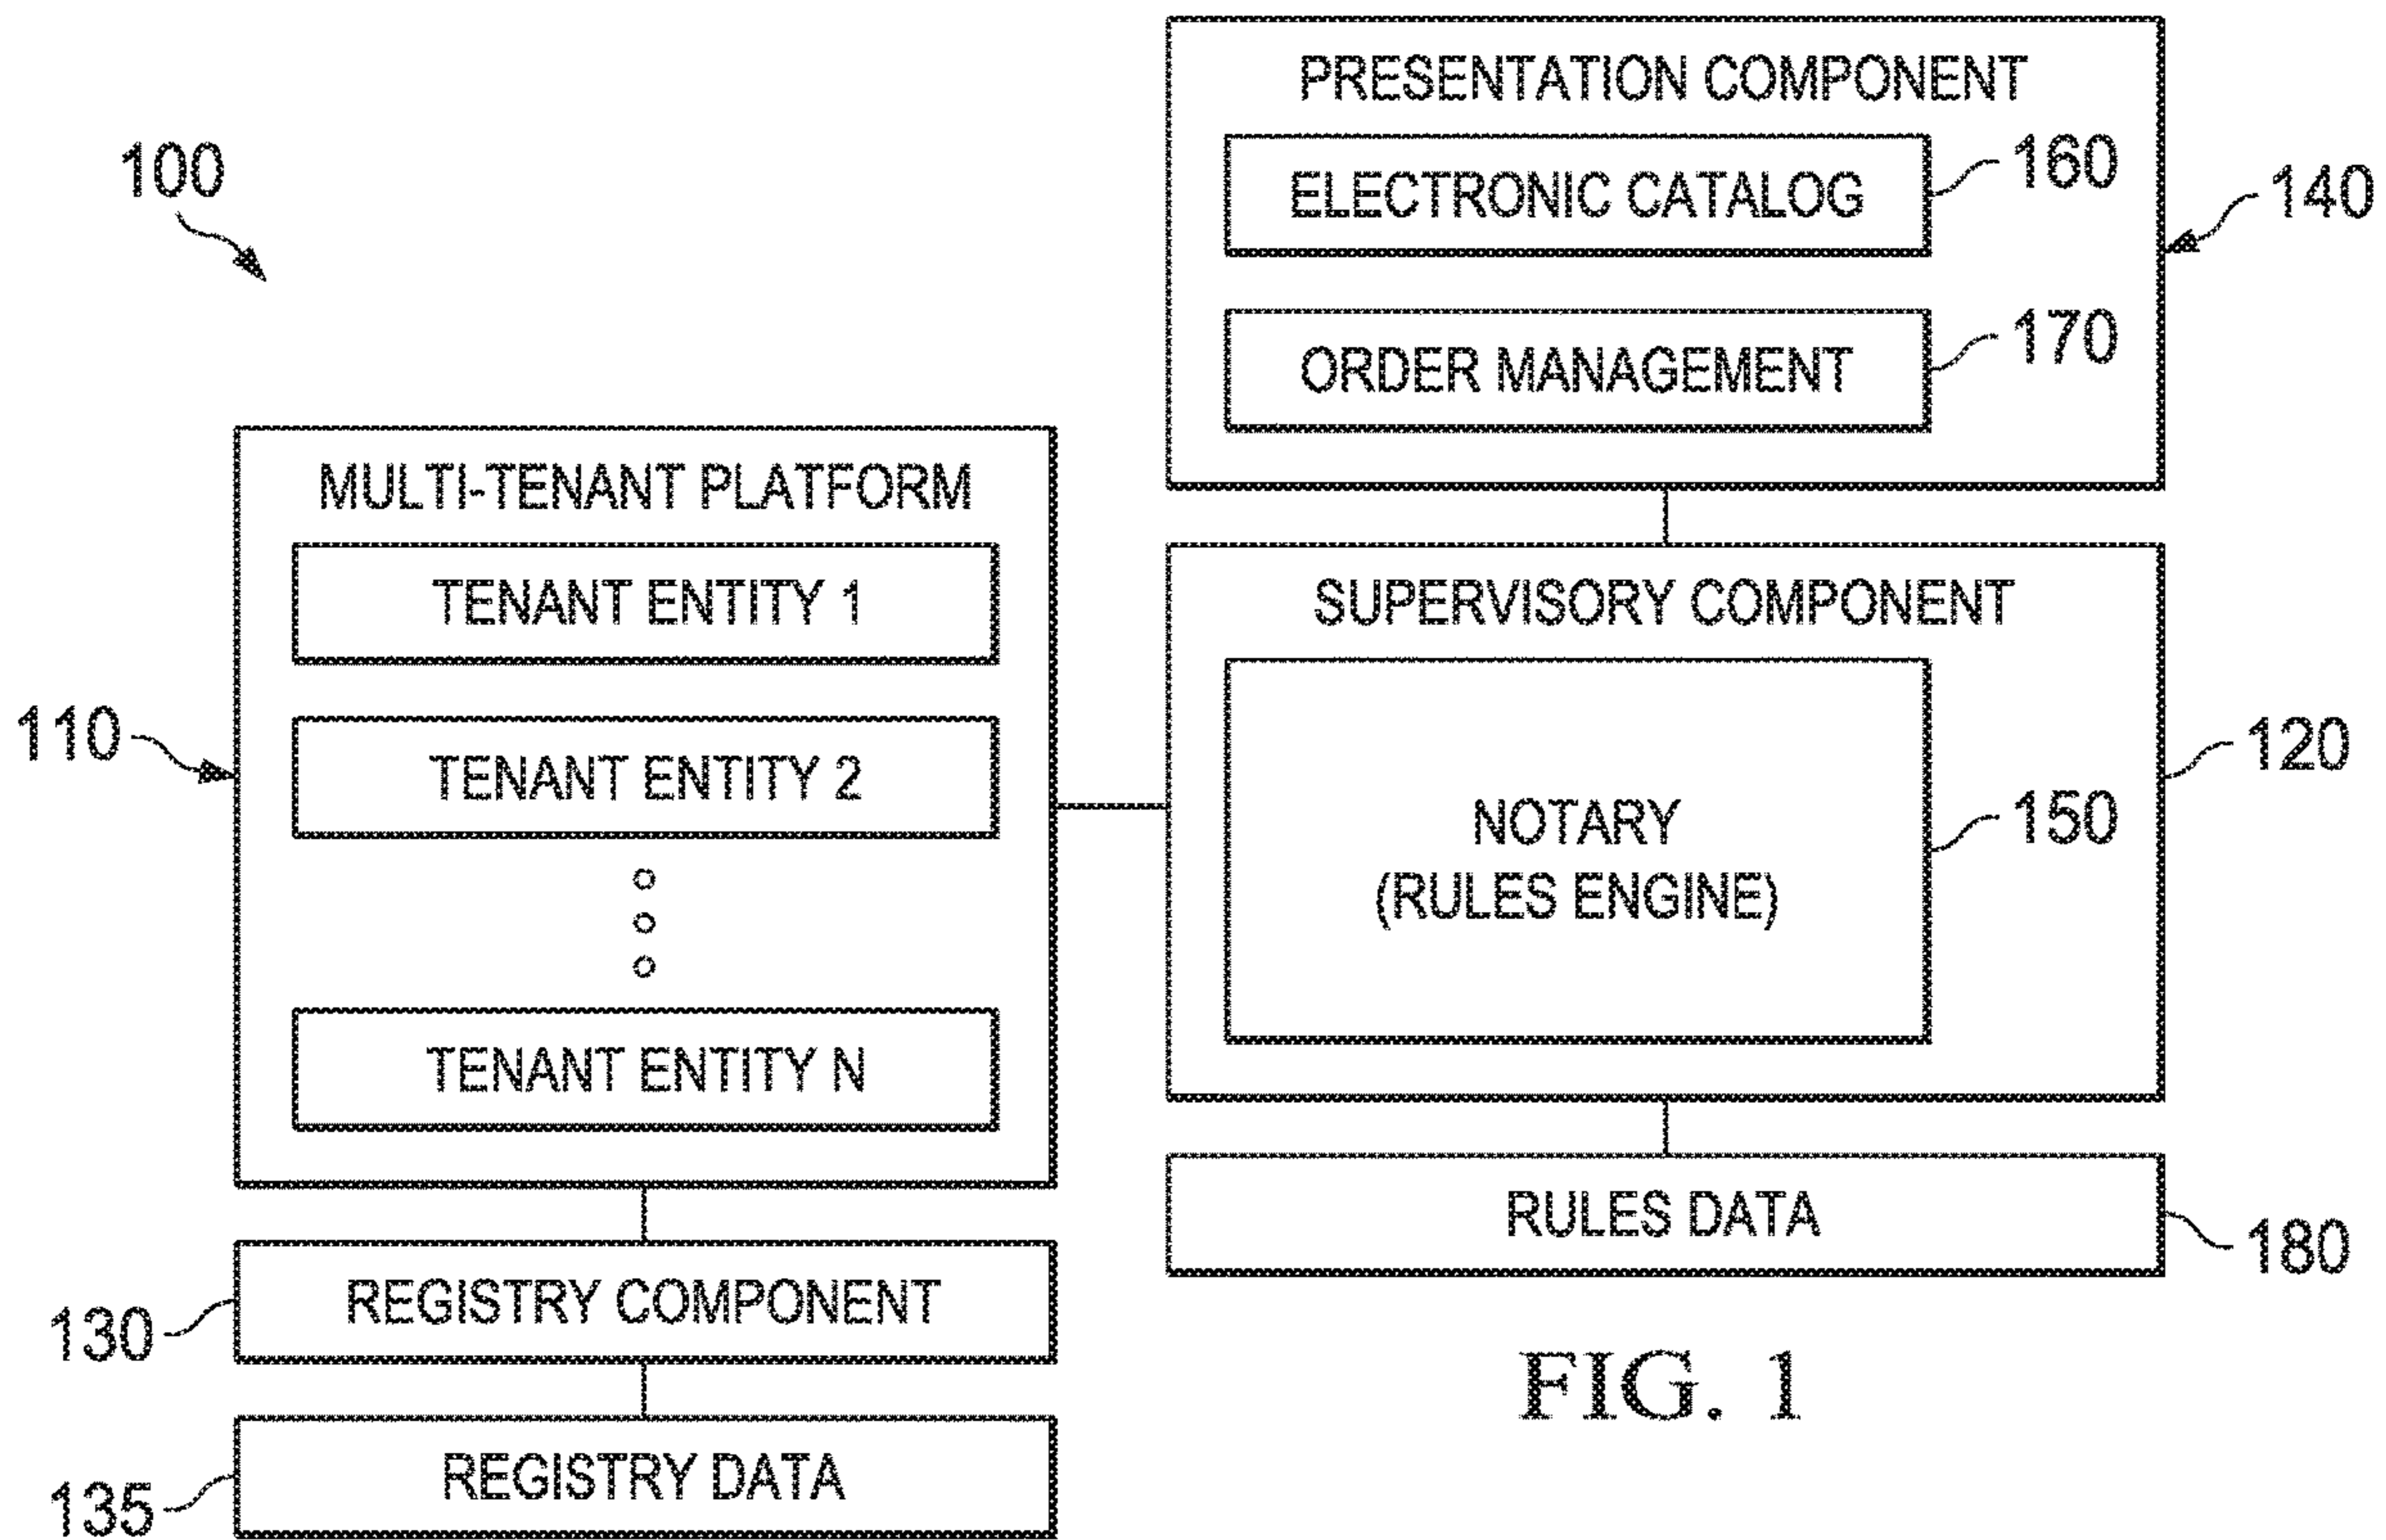 100
PRESENTATION COMPONENT
ELECTRONIC CATALOG
160
140
ORDER MANAGEMENT
170
MULTI-TENANT PLATFORM
TENANT ENTITY 1
110
TENANT ENTITY 2
TENANT ENTITY N
SUPERVISORY COMPONENT
120
NOTARY
(RULES ENGINE)
150
RULES DATA
180
REGISTRY COMPONENT
130
REGISTRY DATA
135
FIG. 1